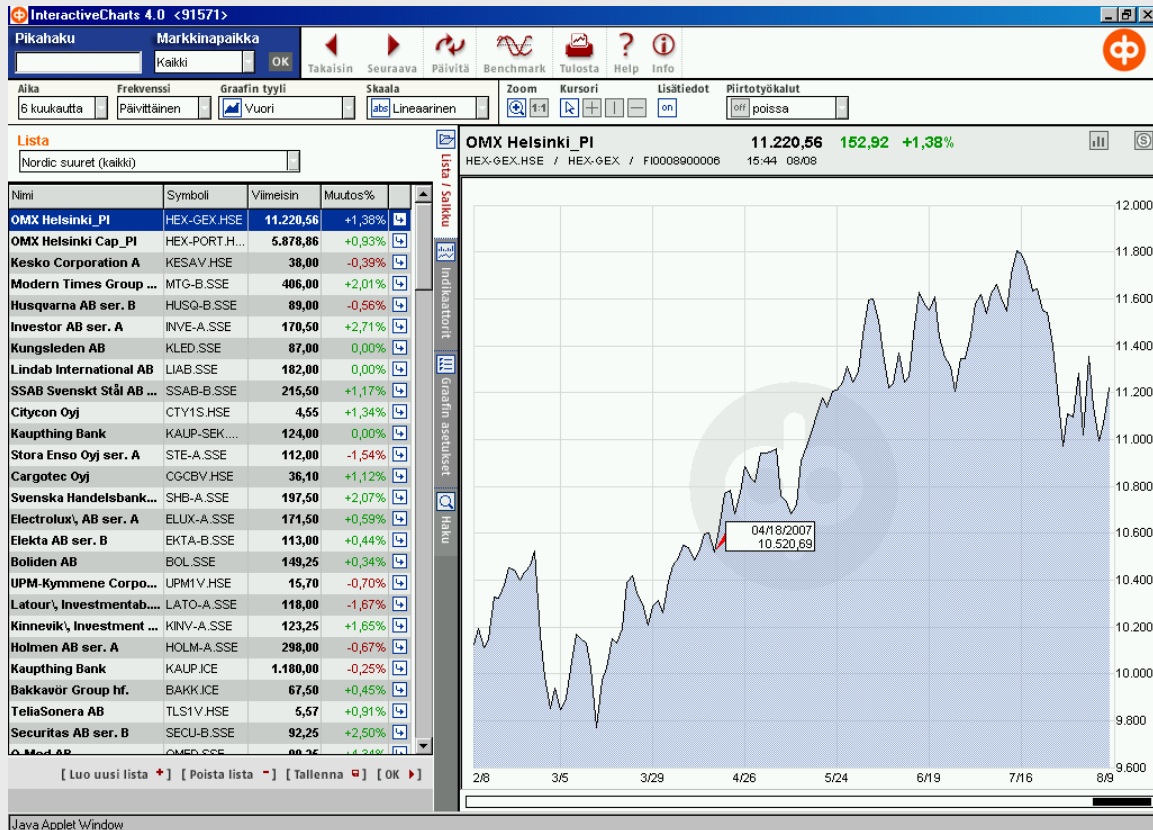 InteractiveCharts 4.0 <91571>
Pikahaku
Markkinapaikka
Kaikki
OK
Takaisin
Seuraava
Päivitä
Benchmark
Tulosta
Help
Info
Aika
Frekvenssi
Graafin tyyli
Skaala
Zoom
Kursori
Lisätiedot
Piirtotyökalut
6 kuukautta
Päivittäinen
Vuori
abs Lineaarinen
1:1
on
off poissa
Lista
Nordic suuret (kaikki)
Nimi Symboli Viimeisin Muutos%
OMX Helsinki_PI HEX-GEX.HSE 11.220,56 +1,38%
OMX Helsinki Cap_PI HEX-PORT.H... 5.878,86 +0,93%
Kesko Corporation A KESAV.HSE 38,00 -0,39%
Modern Times Group ... MTG-B.SSE 406,00 +2,01%
Husqvarna AB ser. B HUSQ-B.SSE 89,00 -0,56%
Investor AB ser. A INVE-A.SSE 170,50 +2,71%
Kungsleden AB KLED.SSE 87,00 0,00%
Lindab International AB LIAB.SSE 182,00 0,00%
SSAB Svenskt Stål AB ... SSAB-B.SSE 215,50 +1,17%
Citycon Oyj CTY1S.HSE 4,55 +1,34%
Kaupthing Bank KAUP-SEK.... 124,00 0,00%
Stora Enso Oyj ser. A STE-A.SSE 112,00 -1,54%
Cargotec Oyj CGCBV.HSE 36,10 +1,12%
Svenska Handelsbank... SHB-A.SSE 197,50 +2,07%
Electrolux\, AB ser. A ELUX-A.SSE 171,50 +0,59%
Elekta AB ser. B EKTA-B.SSE 113,00 +0,44%
Boliden AB BOL.SSE 149,25 +0,34%
UPM-Kymmene Corpo... UPM1V.HSE 15,70 -0,70%
Latour\, Investmentab.... LATO-A.SSE 118,00 -1,67%
Kinnevik\, Investment ... KINV-A.SSE 123,25 +1,65%
Holmen AB ser. A HOLM-A.SSE 298,00 -0,67%
Kaupthing Bank KAUP.ICE 1.180,00 -0,25%
Bakkavör Group hf. BAKK.ICE 67,50 +0,45%
TeliaSonera AB TLS1V.HSE 5,57 +0,91%
Securitas AB ser. B SECU-B.SSE 92,25 +2,50%
[ Luo uusi lista + ] [ Poista lista - ] [ Tallenna ] [ OK ]
Lista / Salkku
Indikaattorit
Graafin asetukset
Haku
OMX Helsinki_PI 11.220,56 152,92 +1,38%
HEX-GEX.HSE / HEX-GEX / FI0008900006 15:44 08/08
S
12.000
11.800
11.600
11.400
11.200
11.000
10.800
10.600
10.400
10.200
10.000
9.800
9.600
04/18/2007
10.520,69
2/8 3/5 3/29 4/26 5/24 6/19 7/16 8/9
Java Applet Window